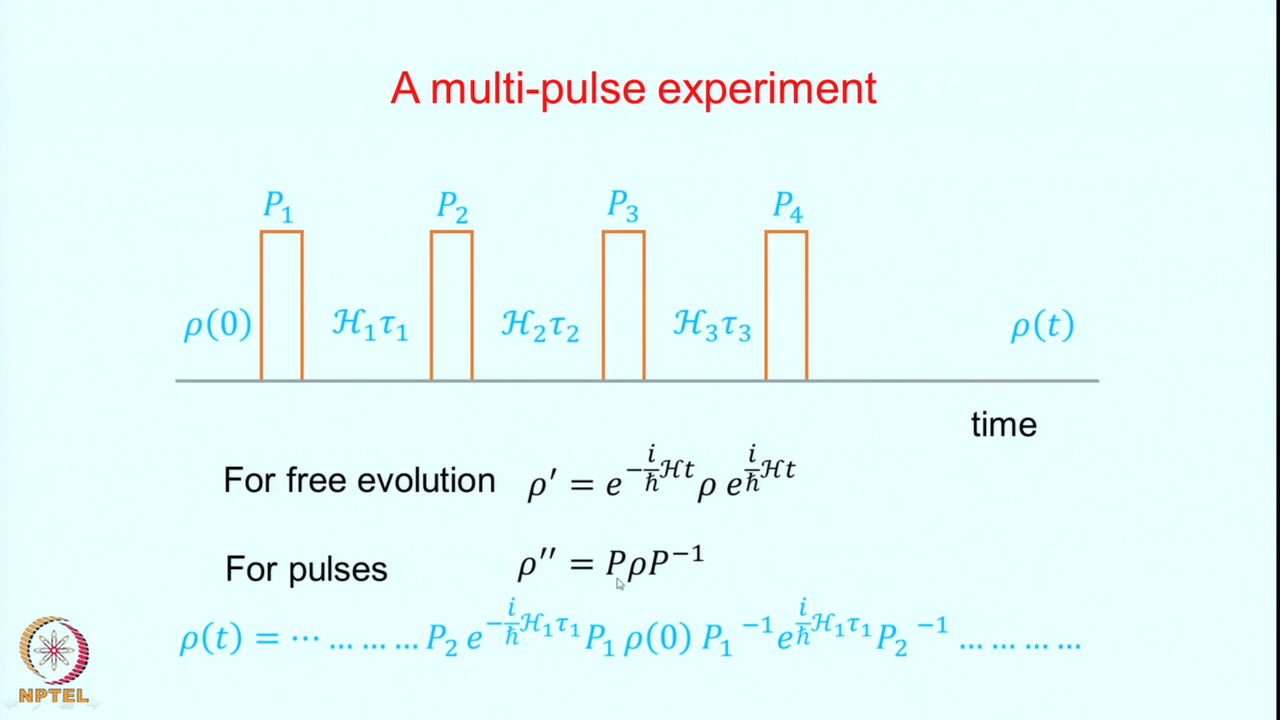 A multi-pulse experiment
P₁ P₂ P₃ P₄
ρ(0) ℋ₁τ₁ ℋ₂τ₂ ℋ₃τ₃ ρ(t)
time
For free evolution ρ′ = e^{−(i/ħ)ℋt} ρ e^{(i/ħ)ℋt}
For pulses ρ″ = PρP⁻¹
ρ(t) = ⋯ … … … P₂ e^{−(i/ħ)ℋ₁τ₁} P₁ ρ(0) P₁⁻¹ e^{(i/ħ)ℋ₁τ₁} P₂⁻¹ … … … …
NPTEL